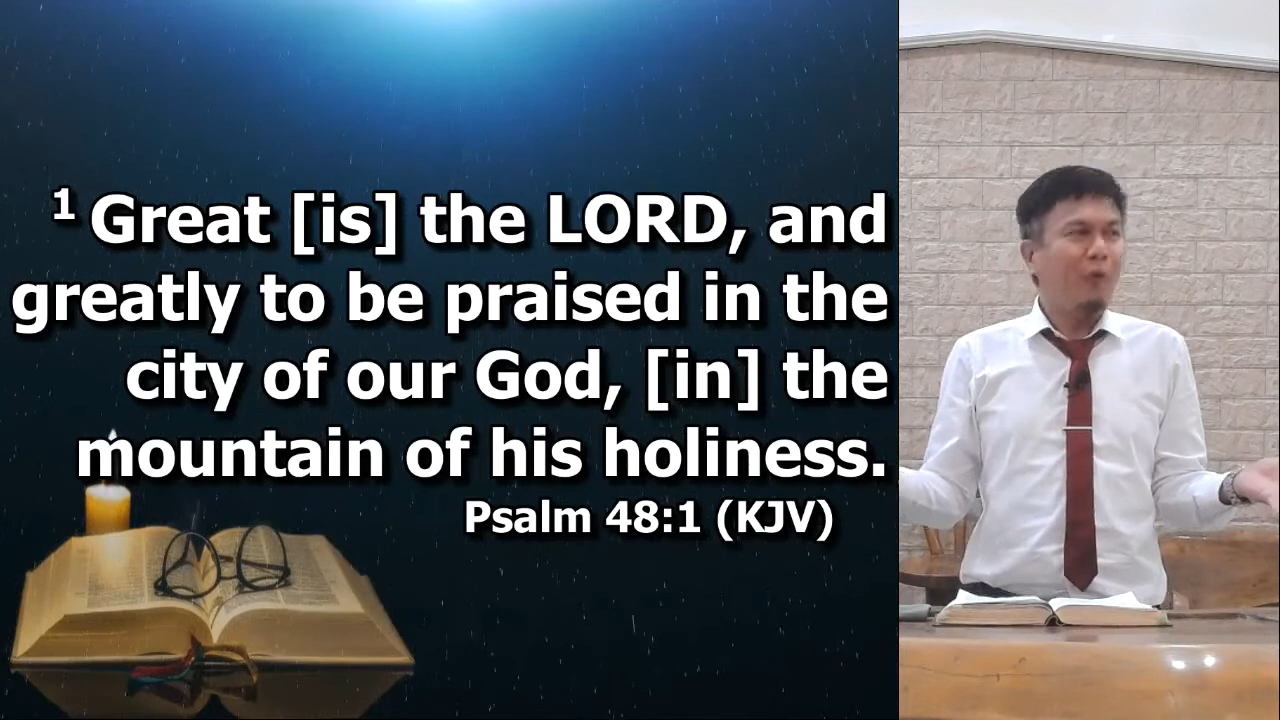 1 Great [is] the LORD, and
greatly to be praised in the
city of our God, [in] the
mountain of his holiness.
Psalm 48:1 (KJV)